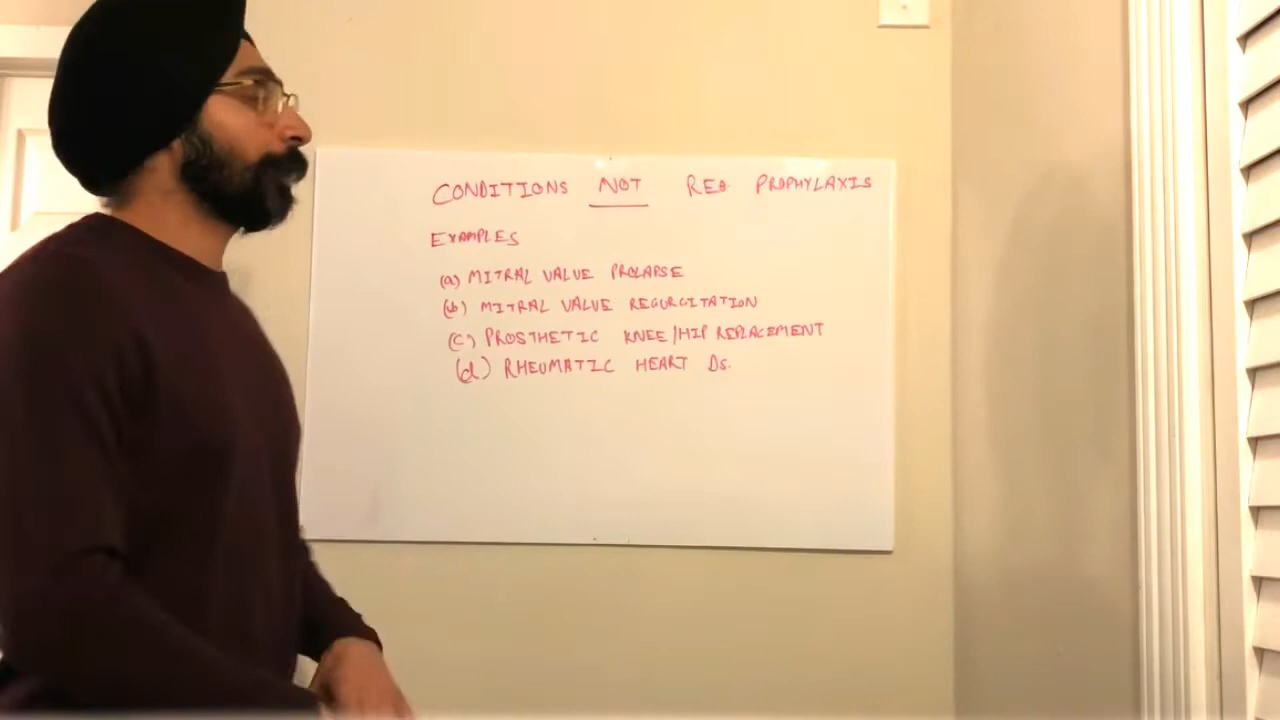 CONDITIONS NOT REQ. PROPHYLAXIS
EXAMPLES
(a) MITRAL VALVE PROLAPSE
(b) MITRAL VALVE REGURGITATION
(c) PROSTHETIC KNEE/HIP REPLACEMENT
(d) RHEUMATIC HEART Ds.